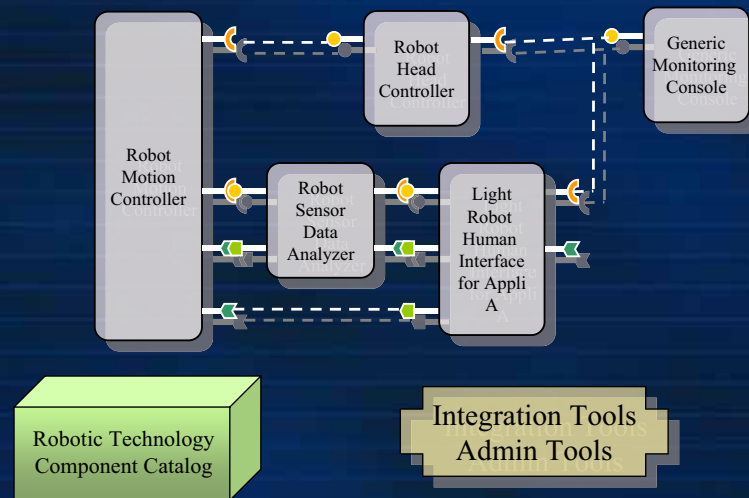 Robot
Head
Controller
Generic
Monitoring
Console
Robot
Motion
Controller
Robot
Sensor
Data
Analyzer
Light
Robot
Human
Interface
for Appli
A
Robotic Technology
Component Catalog
Integration Tools
Admin Tools